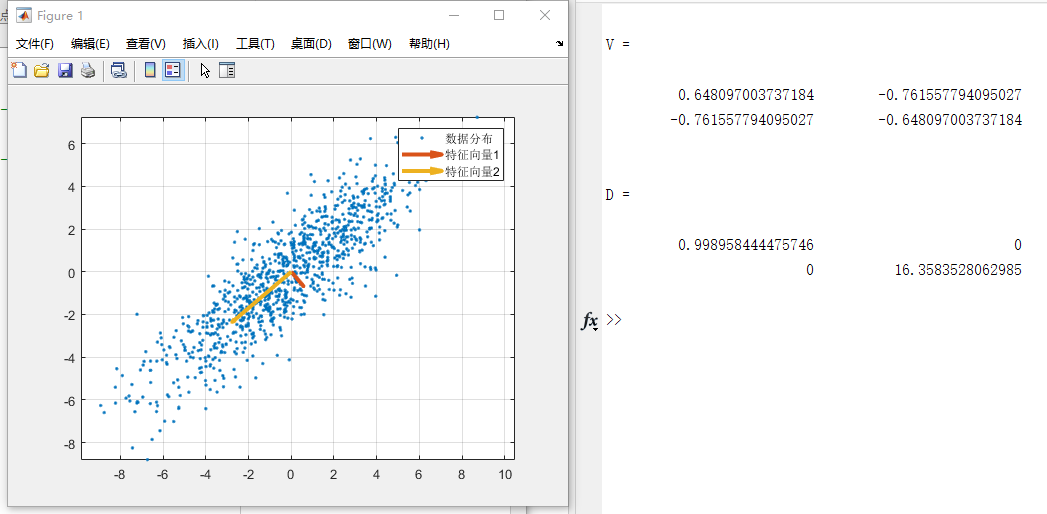 Figure 1
文件(F) 编辑(E) 查看(V) 插入(I) 工具(T) 桌面(D) 窗口(W) 帮助(H)
数据分布
特征向量1
特征向量2
6
4
2
0
-2
-4
-6
-8
-8 -6 -4 -2 0 2 4 6 8 10
V =
0.648097003737184 -0.761557794095027
-0.761557794095027 -0.648097003737184
D =
0.998958444475746 0
0 16.3583528062985
fx >>